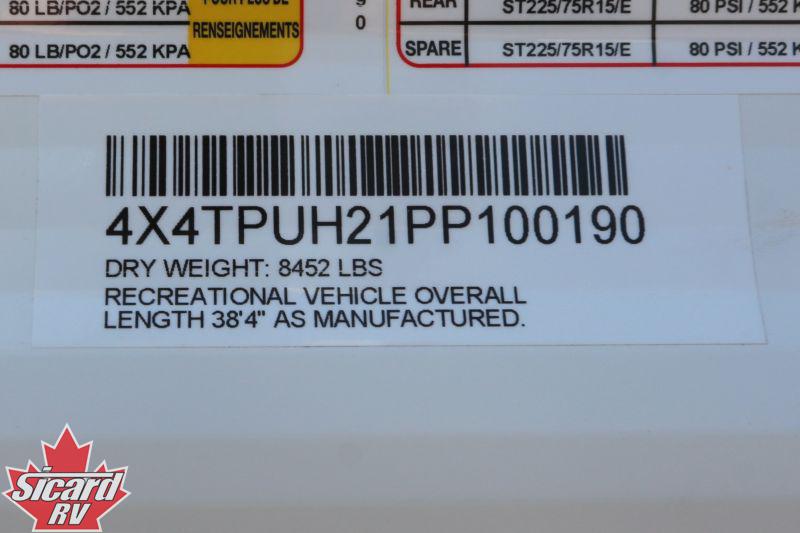 80 LB/PO2 / 552 KPA
80 LB/PO2 / 552 KPA
RENSEIGNEMENTS
0
REAR ST225/75R15/E 80 PSI / 552
SPARE ST225/75R15/E 80 PSI / 552
4X4TPUH21PP100190
DRY WEIGHT: 8452 LBS
RECREATIONAL VEHICLE OVERALL
LENGTH 38'4" AS MANUFACTURED.
Sicard
RV